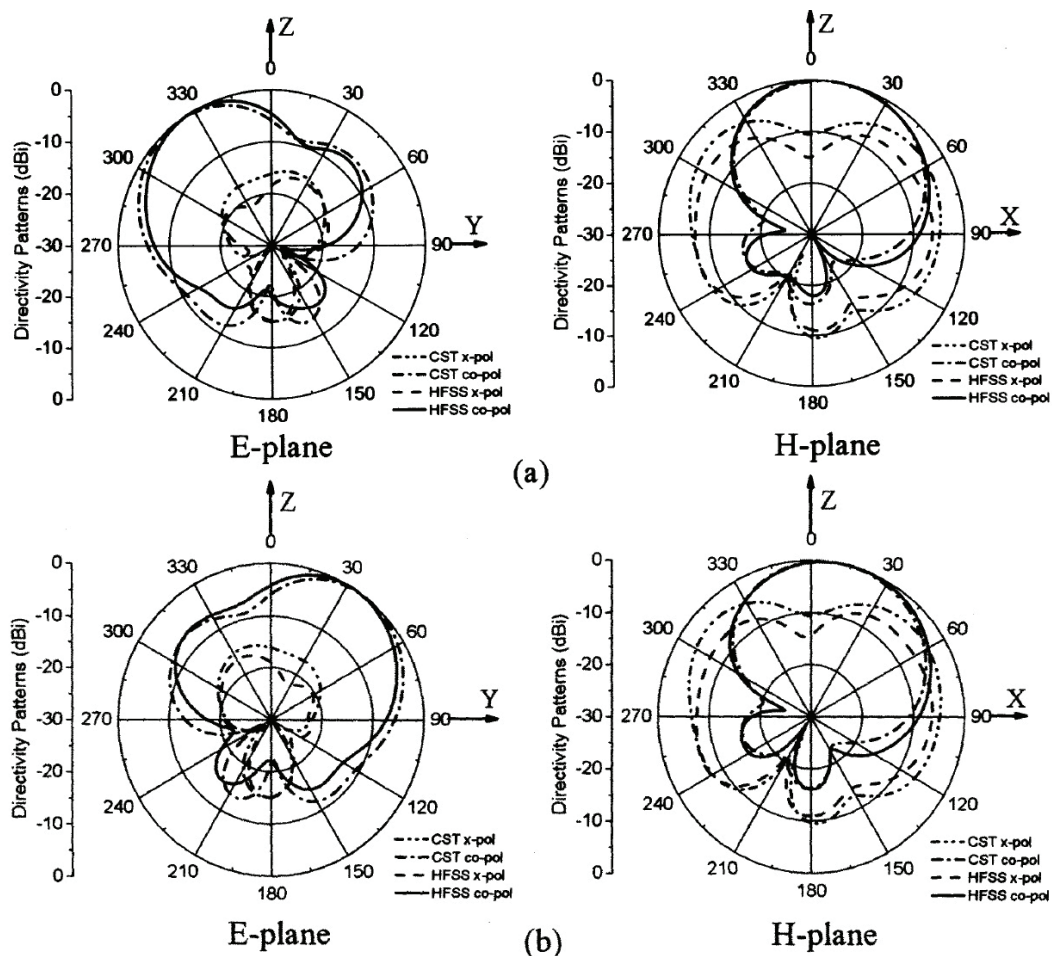 Z
0
330
30
300
60
270
90
Y
240
120
210
150
180
0
-10
-20
-30
-20
-10
0
Directivity Patterns (dBi)
CST x-pol
CST co-pol
HFSS x-pol
HFSS co-pol
E-plane
Z
0
330
30
300
60
270
90
X
240
120
210
150
180
0
-10
-20
-30
-20
-10
0
Directivity Patterns (dBi)
CST x-pol
CST co-pol
HFSS x-pol
HFSS co-pol
H-plane
(a)
Z
0
330
30
300
60
270
90
Y
240
120
210
150
180
0
-10
-20
-30
-20
-10
0
Directivity Patterns (dBi)
CST x-pol
CST co-pol
HFSS x-pol
HFSS co-pol
E-plane
Z
0
330
30
300
60
270
90
X
240
120
210
150
180
0
-10
-20
-30
-20
-10
0
Directivity Patterns (dBi)
CST x-pol
CST co-pol
HFSS x-pol
HFSS co-pol
H-plane
(b)